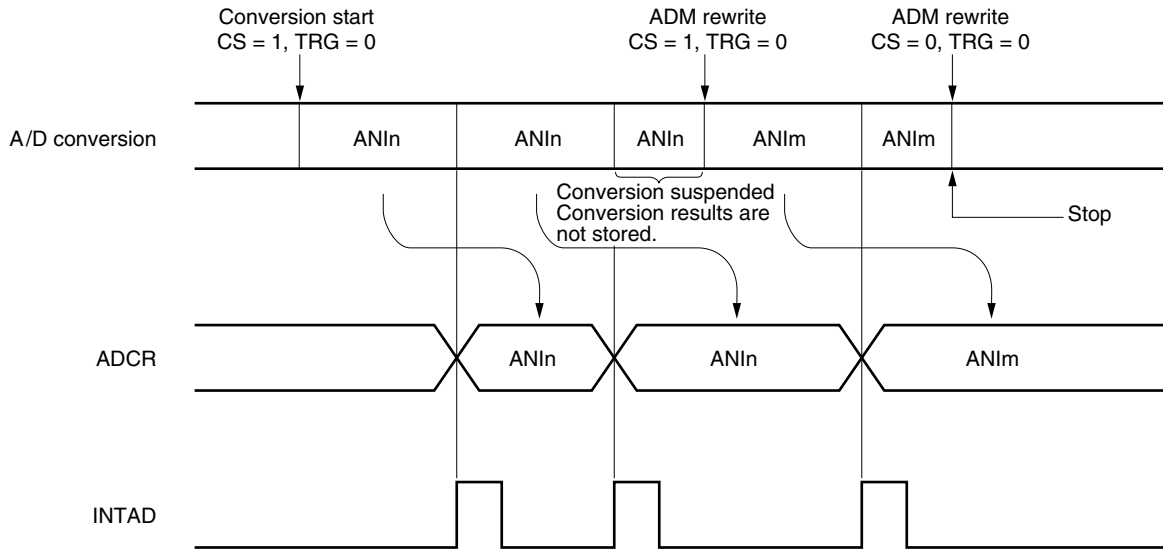 Conversion start
CS = 1, TRG = 0
ADM rewrite
CS = 1, TRG = 0
ADM rewrite
CS = 0, TRG = 0
A/D conversion
ANIn
ANIn
ANIn
ANIm
ANIm
Conversion suspended
Conversion results are
not stored.
Stop
ADCR
ANIn
ANIn
ANIm
INTAD